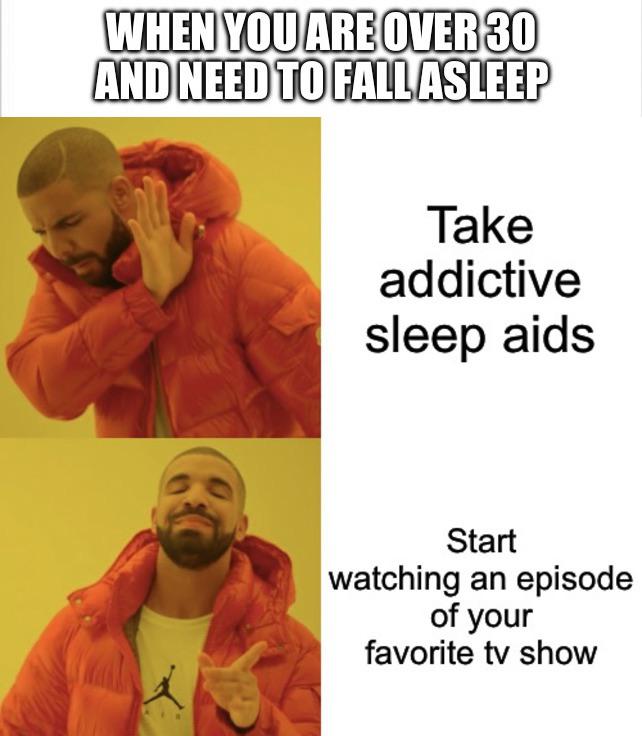 WHEN YOU ARE OVER 30
AND NEED TO FALL ASLEEP
Take
addictive
sleep aids
Start
watching an episode
of your
favorite tv show
AIR